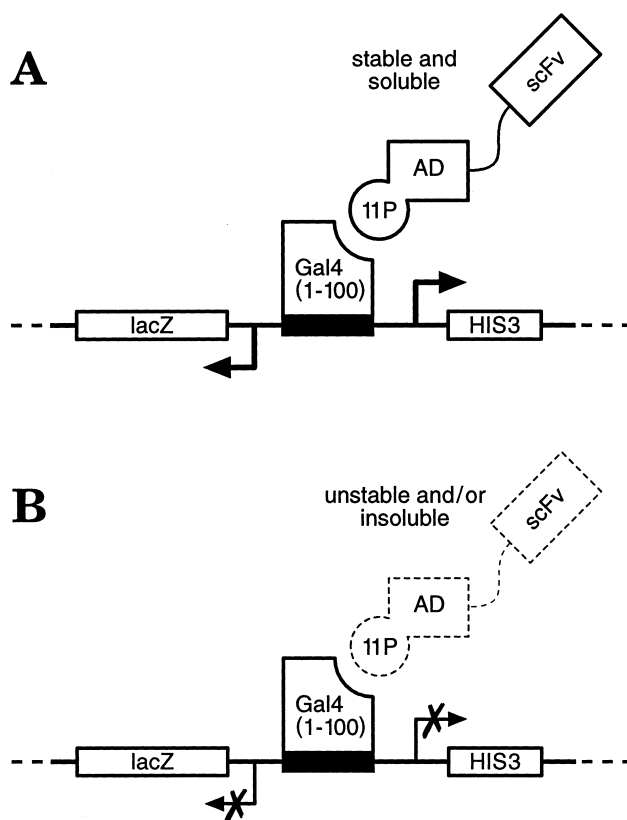 A
stable and
soluble
scFv
AD
11P
Gal4
(1-100)
lacZ
HIS3
B
unstable and/or
insoluble
scFv
AD
11P
Gal4
(1-100)
lacZ
HIS3